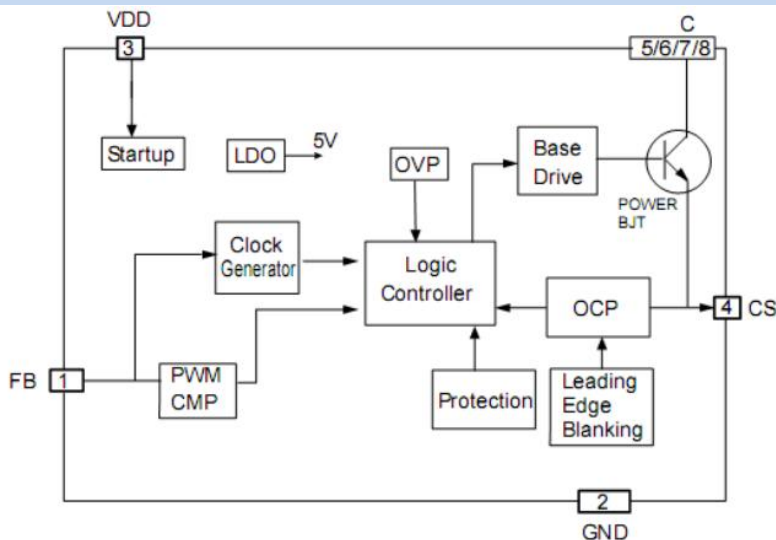 VDD
C
3
5/6/7/8
Startup
LDO
5V
OVP
Base
Drive
POWER
BJT
Clock
Generator
Logic
Controller
OCP
4
CS
FB
1
PWM
CMP
Protection
Leading
Edge
Blanking
2
GND